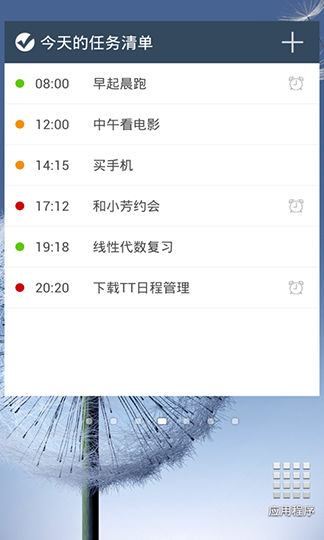 今天的任务清单
08:00 早起晨跑
12:00 中午看电影
14:15 买手机
17:12 和小芳约会
19:18 线性代数复习
20:20 下载TT日程管理
应用程序